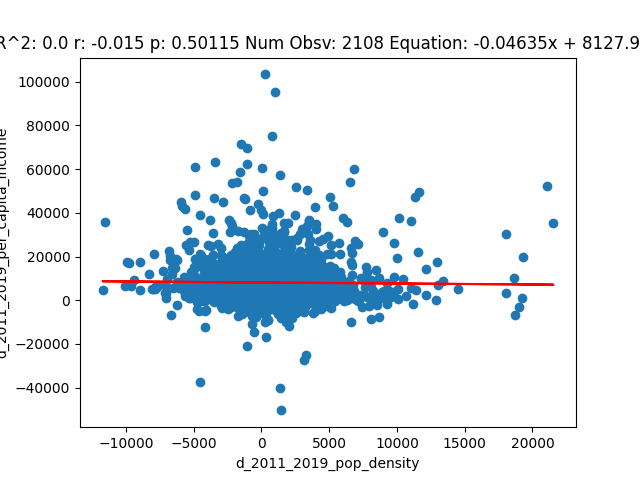 R^2: 0.0 r: -0.015 p: 0.50115 Num Obsv: 2108 Equation: -0.04635x + 8127.9
100000
80000
60000
40000
20000
0
−20000
−40000
d_2011_2019_per_capita_income
−10000 −5000 0 5000 10000 15000 20000
d_2011_2019_pop_density